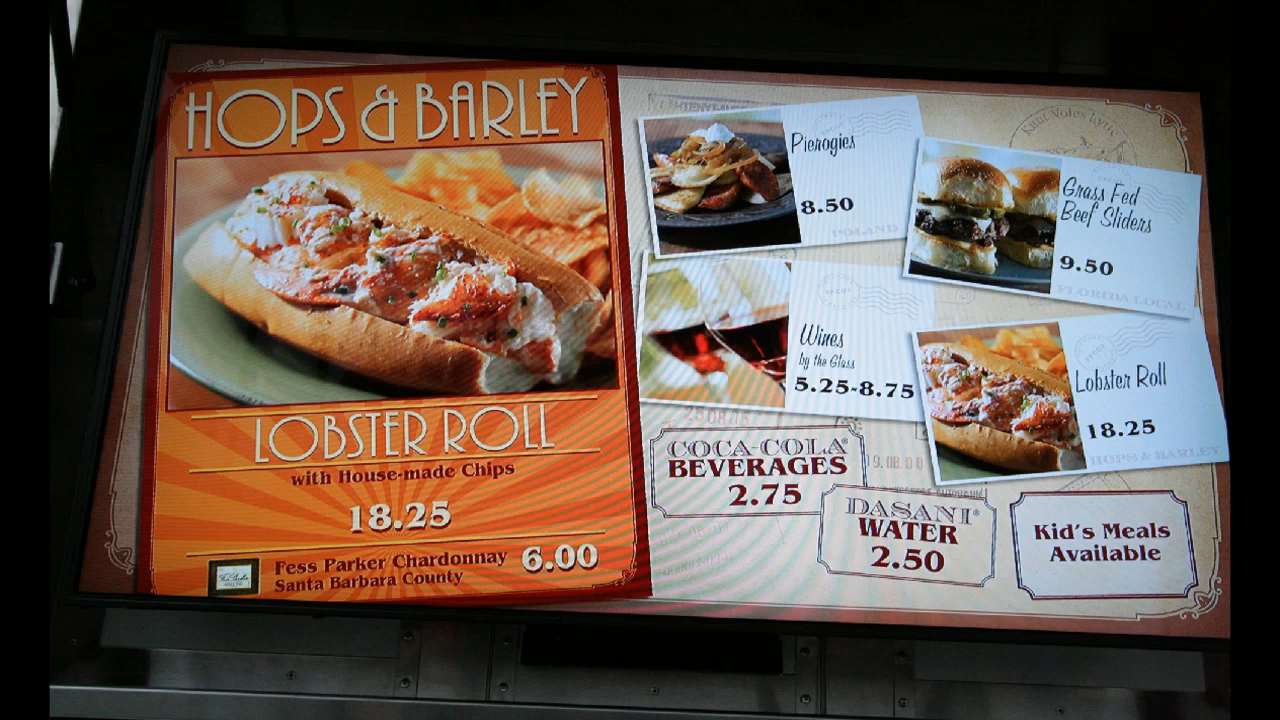 HOPS & BARLEY
LOBSTER ROLL
with House-made Chips
18.25
Fess Parker Chardonnay 6.00
Santa Barbara County
Pierogies
8.50
POLAND
Grass Fed
Beef Sliders
9.50
FLORIDA LOCAL
Wines
by the Glass
5.25-8.75
Lobster Roll
18.25
HOPS & BARLEY
COCA-COLA®
BEVERAGES
2.75
DASANI®
WATER
2.50
Kid's Meals
Available